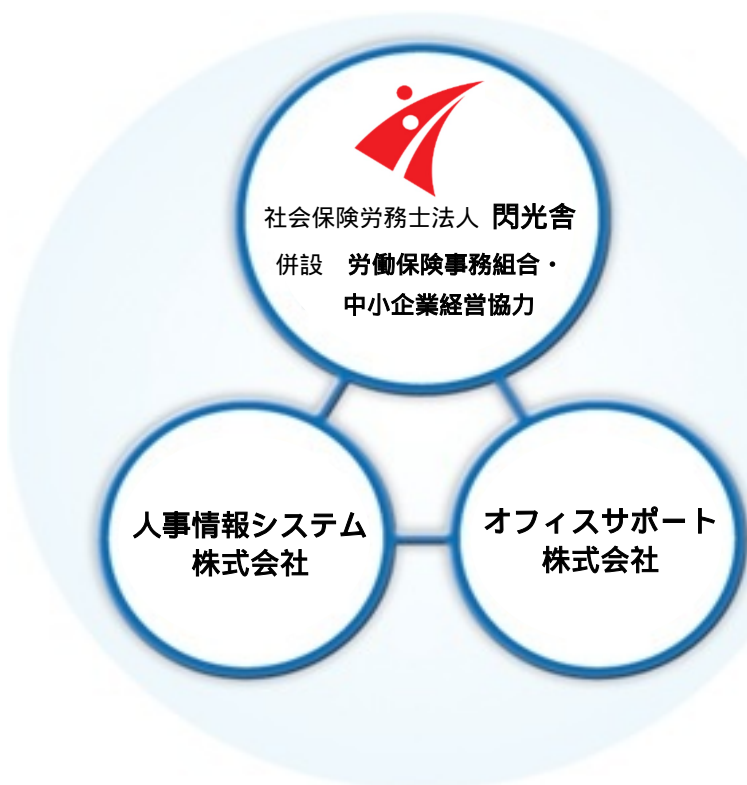 社会保険労務士法人 閃光舎
併設　労働保険事務組合・
中小企業経営協力
人事情報システム
株式会社
オフィスサポート
株式会社